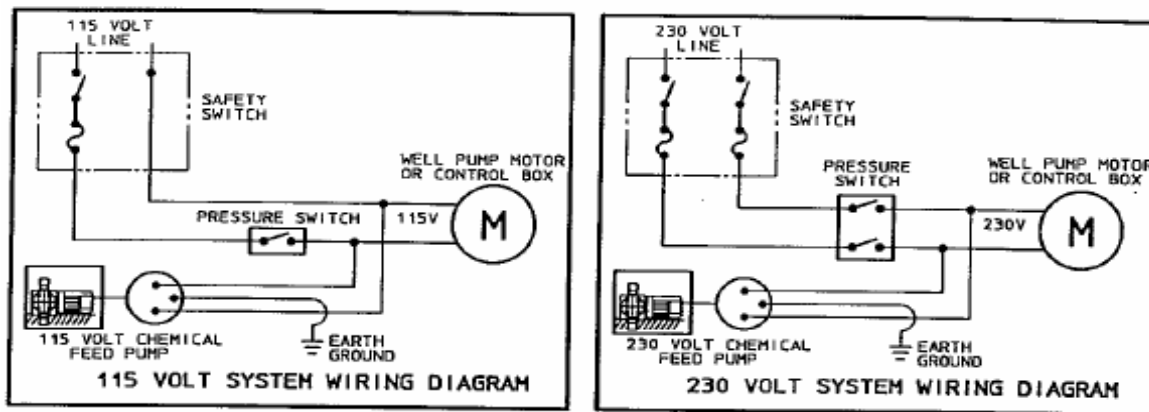 115 VOLT
LINE
SAFETY
SWITCH
WELL PUMP MOTOR
OR CONTROL BOX
PRESSURE SWITCH
115V
M
115 VOLT CHEMICAL
FEED PUMP
EARTH
GROUND
115 VOLT SYSTEM WIRING DIAGRAM
230 VOLT
LINE
SAFETY
SWITCH
PRESSURE
SWITCH
WELL PUMP MOTOR
OR CONTROL BOX
230V
M
230 VOLT CHEMICAL
FEED PUMP
EARTH
GROUND
230 VOLT SYSTEM WIRING DIAGRAM